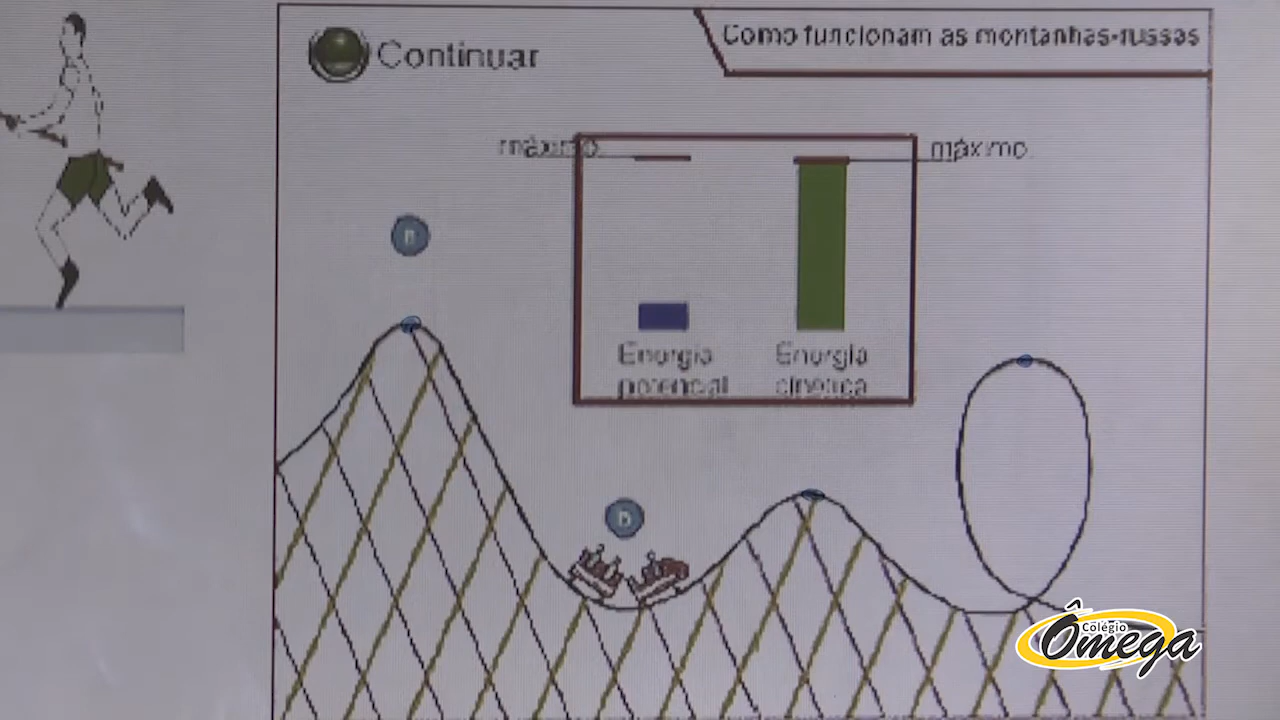 Continuar
Como funcionam as montanhas-russas
máximo
máximo
Energia
potencial
Energia
cinética
b
Colégio
Ômega